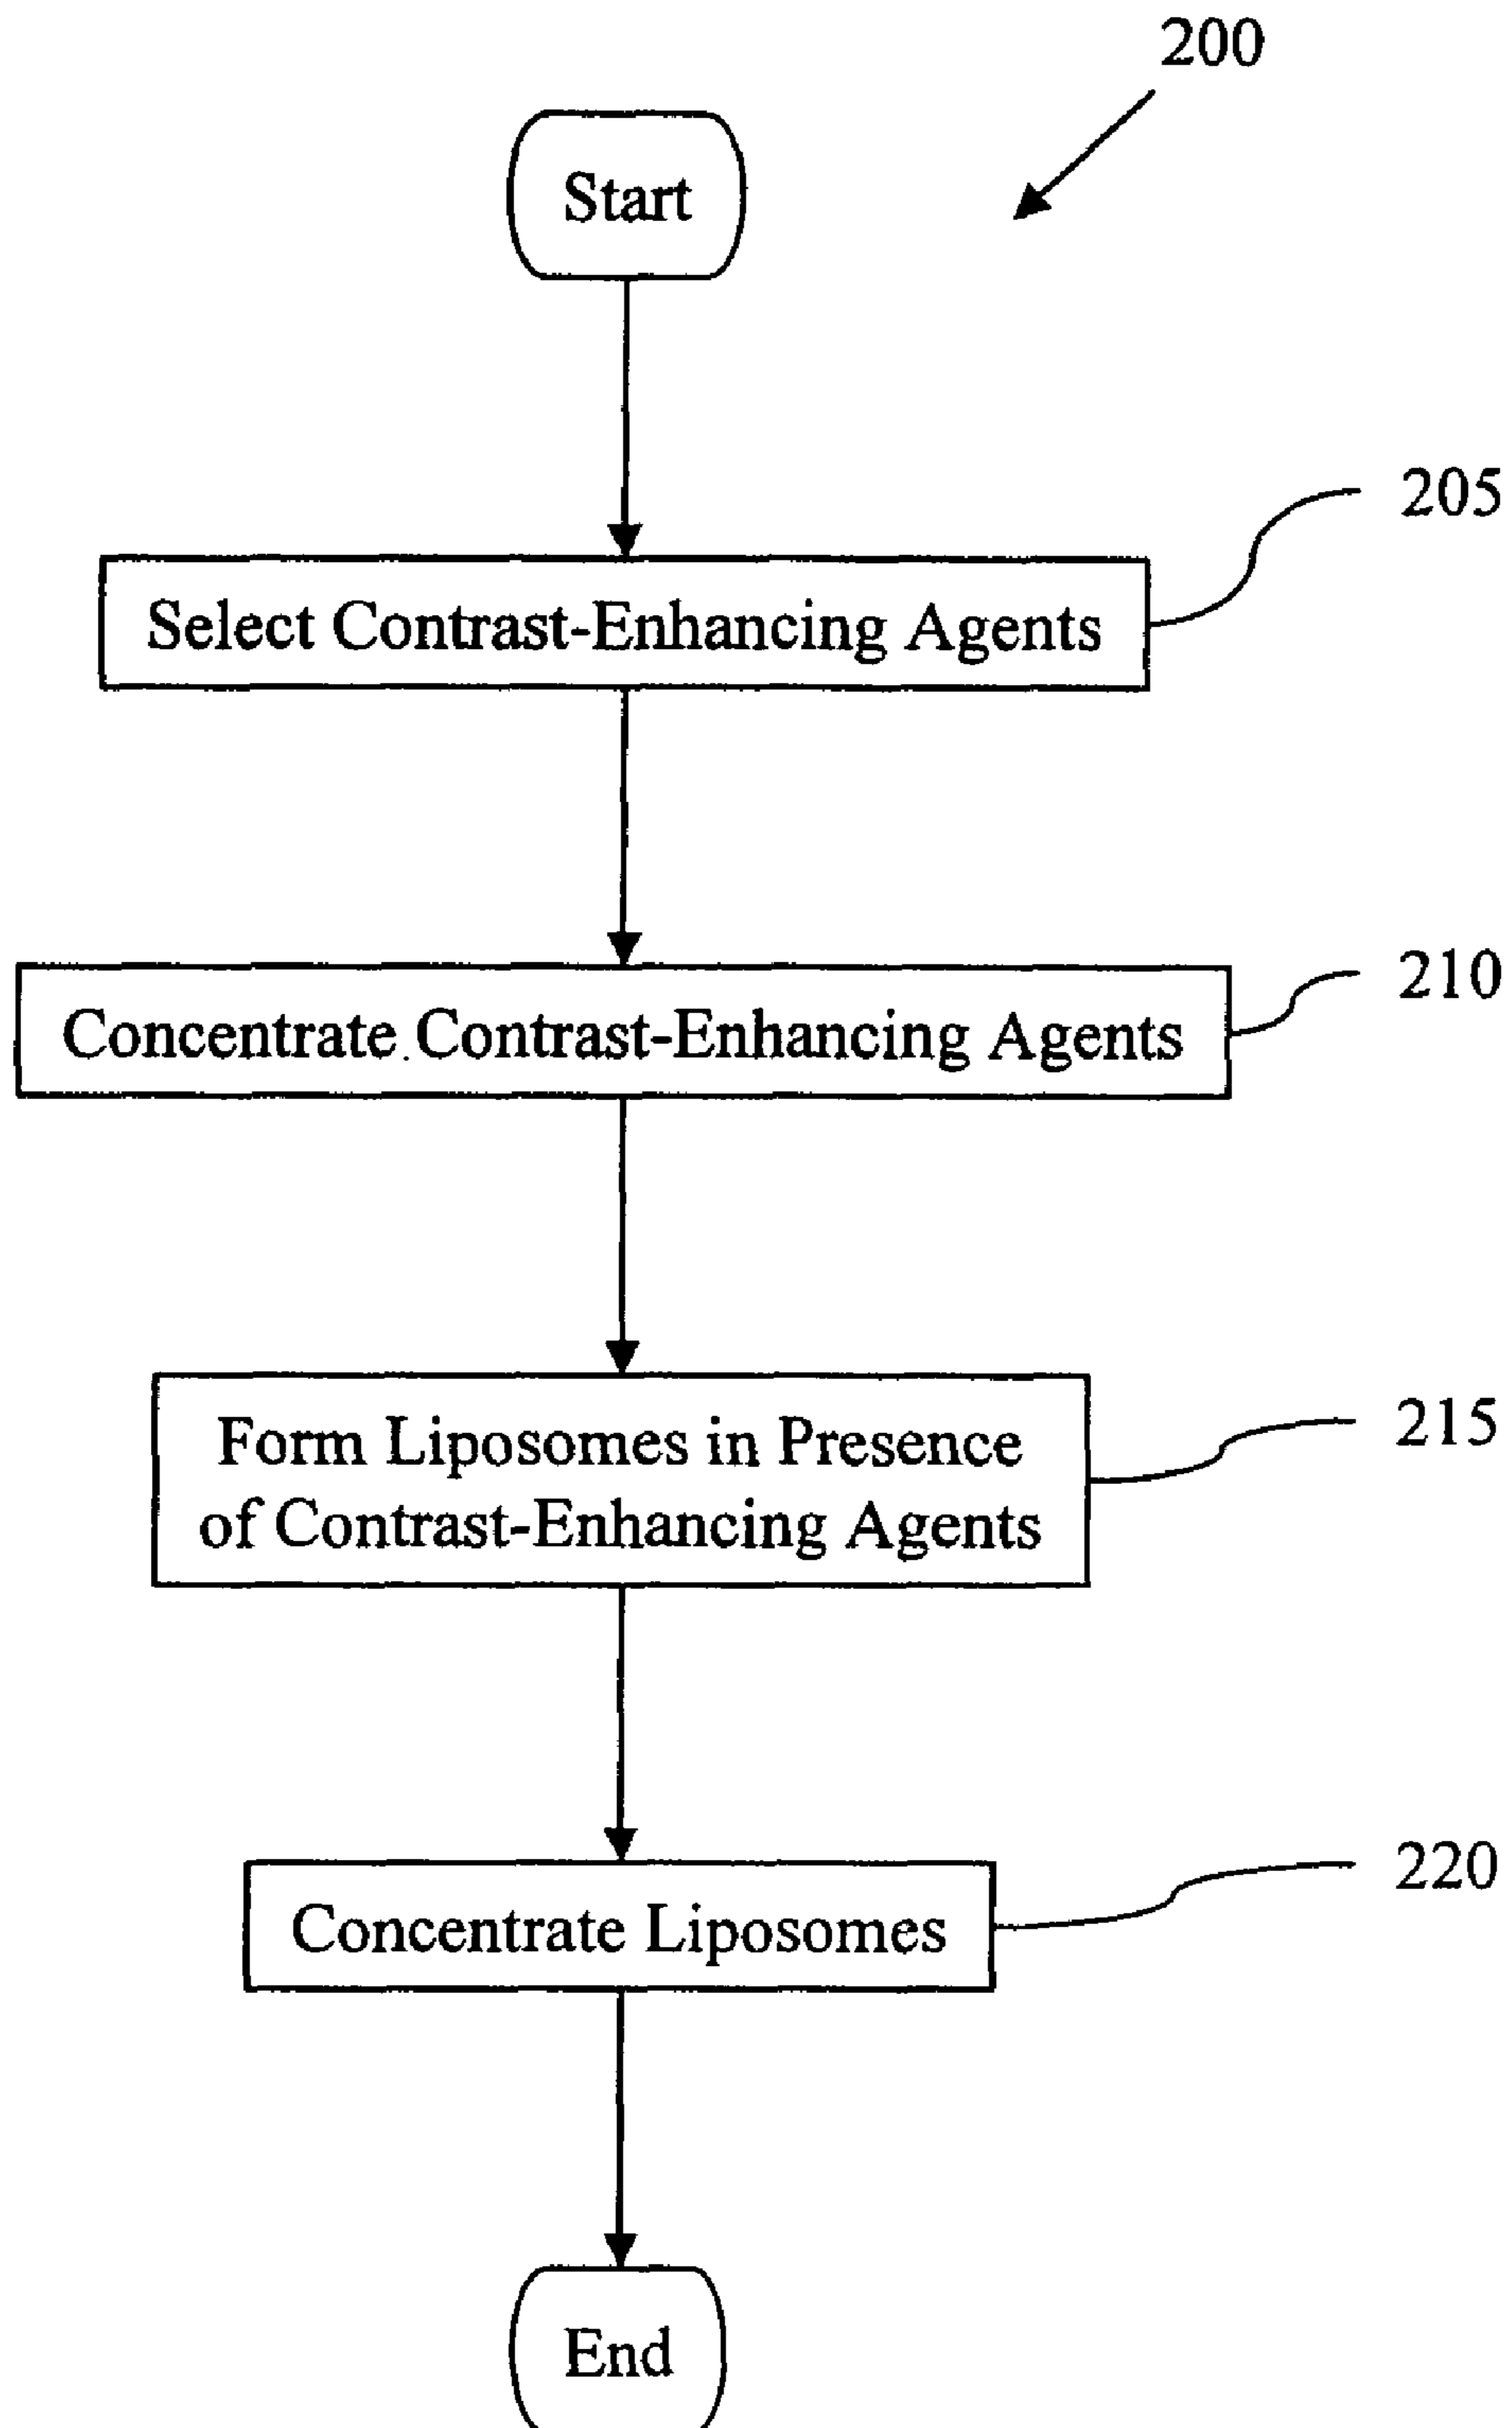 200
Start
205
Select Contrast-Enhancing Agents
210
Concentrate Contrast-Enhancing Agents
215
Form Liposomes in Presence
of Contrast-Enhancing Agents
220
Concentrate Liposomes
End